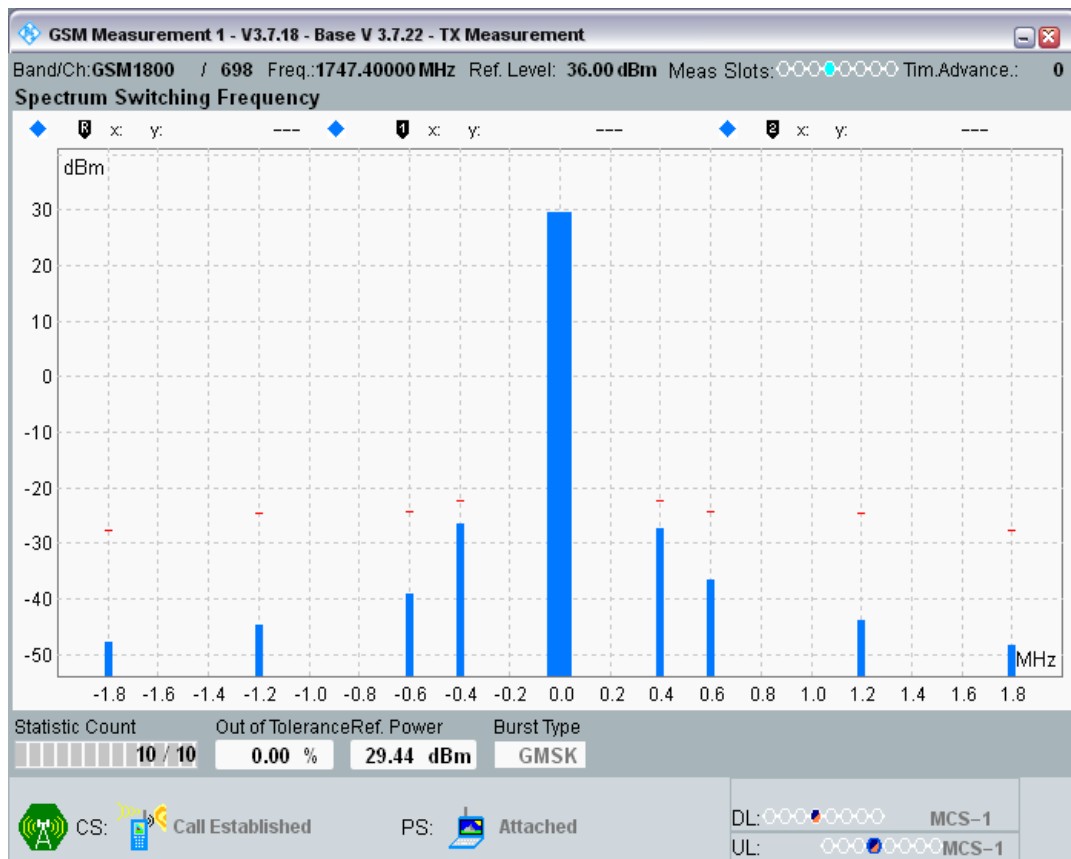 GSM Measurement 1 - V3.7.18 - Base V 3.7.22 - TX Measurement
Band/Ch:GSM1800 / 698 Freq.:1747.40000 MHz Ref. Level: 36.00 dBm Meas Slots: Tim.Advance.: 0
Spectrum Switching Frequency
R x: y: --- 1 x: y: --- 2 x: y: ---
dBm
30
20
10
0
-10
-20
-30
-40
-50
MHz
-1.8 -1.6 -1.4 -1.2 -1.0 -0.8 -0.6 -0.4 -0.2 0.0 0.2 0.4 0.6 0.8 1.0 1.2 1.4 1.6 1.8
Statistic Count Out of Tolerance Ref. Power Burst Type
10 / 10 0.00 % 29.44 dBm GMSK
CS: Call Established PS: Attached
DL: MCS-1
UL: MCS-1